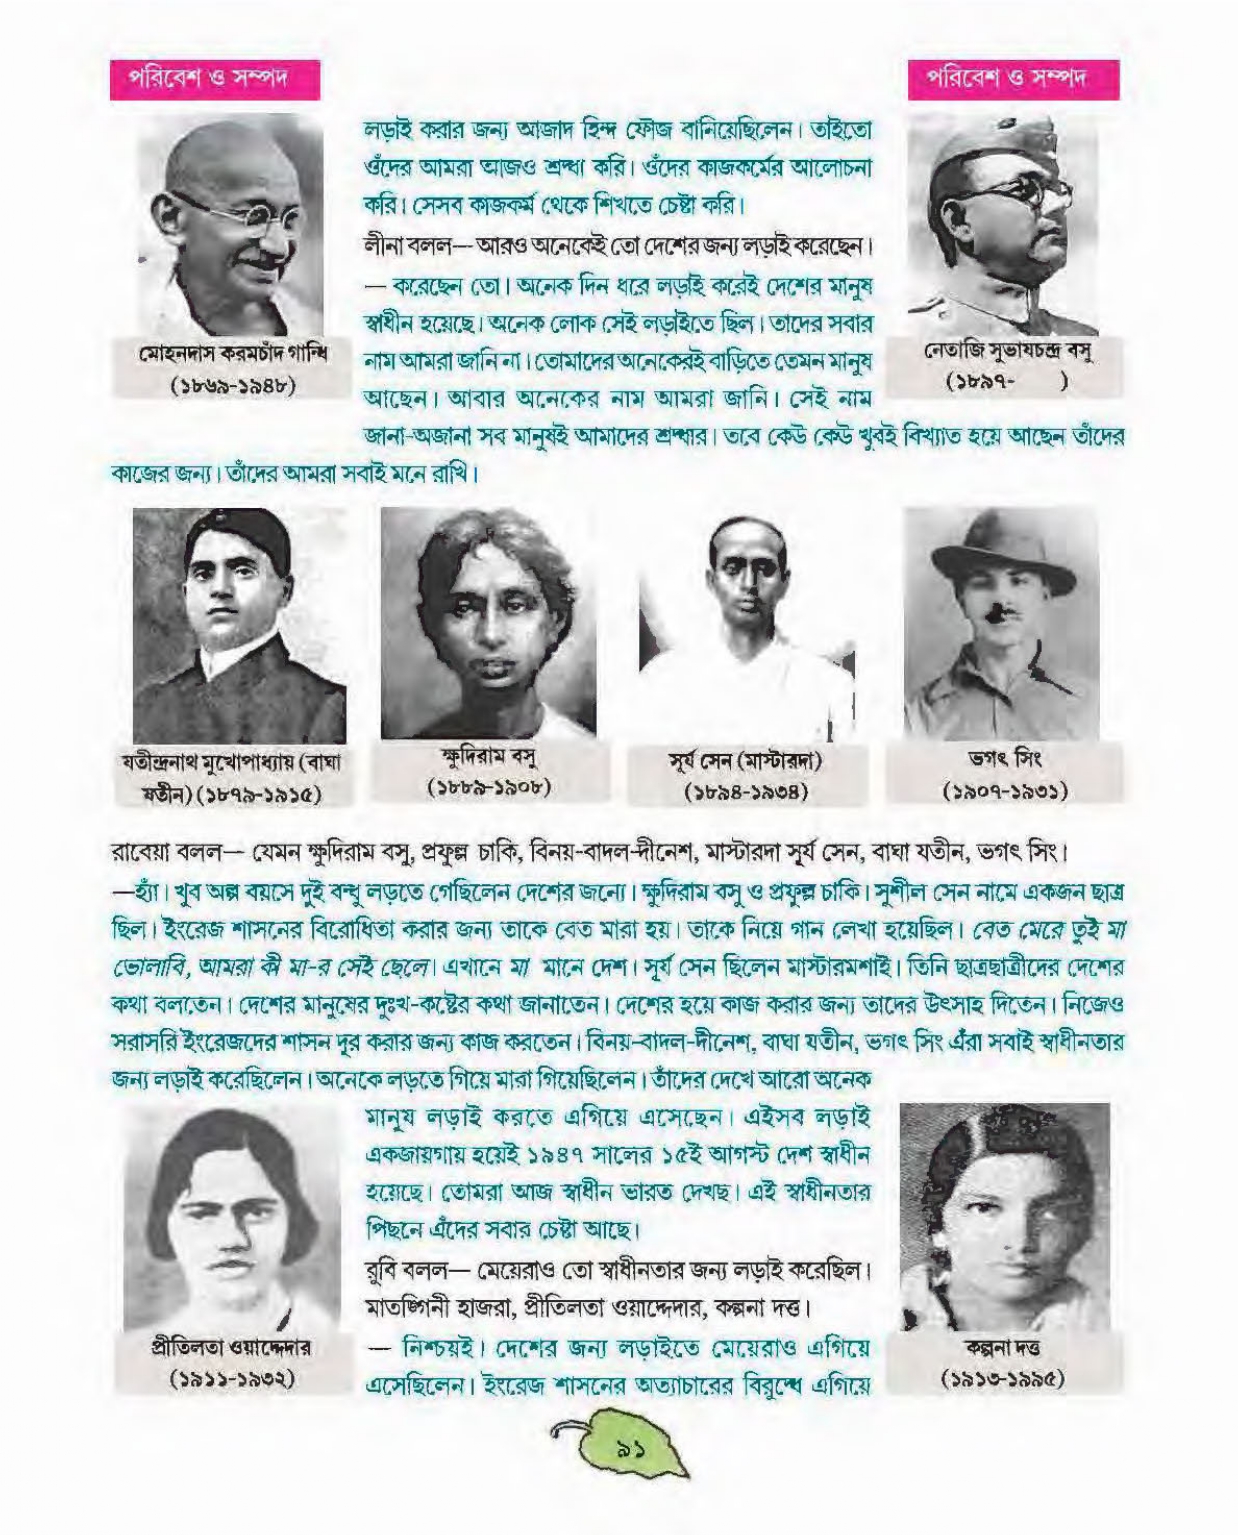 পরিবেশ ও সম্পদ
পরিবেশ ও সম্পদ
লড়াই করার জন্য আজাদ হিন্দ ফৌজ বানিয়েছিলেন। তাইতো
ওঁদের আমরা আজও শ্রদ্ধা করি। ওঁদের কাজকর্মের আলোচনা
করি। সেসব কাজকর্ম থেকে শিখতে চেষ্টা করি।
লীনা বলল— আরও অনেকেই তো দেশের জন্য লড়াই করেছেন।
— করেছেন তো। অনেক দিন ধরে লড়াই করেই দেশের মানুষ
স্বাধীন হয়েছে। অনেক লোক সেই লড়াইতে ছিল। তাদের সবার
নাম আমরা জানি না। তোমাদের অনেকেরই বাড়িতে তেমন মানুষ
আছেন। আবার অনেকের নাম আমরা জানি। সেই নাম
জানা-অজানা সব মানুষই আমাদের শ্রদ্ধার। তবে কেউ কেউ খুবই বিখ্যাত হয়ে আছেন তাঁদের
কাজের জন্য। তাঁদের আমরা সবাই মনে রাখি।
মোহনদাস করমচাঁদ গান্ধি
(১৮৬৯-১৯৪৮)
নেতাজি সুভাষচন্দ্র বসু
(১৮৯৭- )
যতীন্দ্রনাথ মুখোপাধ্যায় (বাঘা
যতীন) (১৮৭৯-১৯১৫)
ক্ষুদিরাম বসু
(১৮৮৯-১৯০৮)
সূর্য সেন (মাস্টারদা)
(১৮৯৪-১৯৩৪)
ভগৎ সিং
(১৯০৭-১৯৩১)
রাবেয়া বলল— যেমন ক্ষুদিরাম বসু, প্রফুল্ল চাকি, বিনয়-বাদল-দীনেশ, মাস্টারদা সূর্য সেন, বাঘা যতীন, ভগৎ সিং।
—হ্যাঁ। খুব অল্প বয়সে দুই বন্ধু লড়তে গেছিলেন দেশের জন্যে। ক্ষুদিরাম বসু ও প্রফুল্ল চাকি। সুশীল সেন নামে একজন ছাত্র
ছিল। ইংরেজ শাসনের বিরোধিতা করার জন্য তাকে বেত মারা হয়। তাকে নিয়ে গান লেখা হয়েছিল। বেত মেরে তুই মা
ভোলাবি, আমরা কী মা-র সেই ছেলে। এখানে মা মানে দেশ। সূর্য সেন ছিলেন মাস্টারমশাই। তিনি ছাত্রছাত্রীদের দেশের
কথা বলতেন। দেশের মানুষের দুঃখ-কষ্টের কথা জানাতেন। দেশের হয়ে কাজ করার জন্য তাদের উৎসাহ দিতেন। নিজেও
সরাসরি ইংরেজদের শাসন দূর করার জন্য কাজ করতেন। বিনয়-বাদল-দীনেশ, বাঘা যতীন, ভগৎ সিং এঁরা সবাই স্বাধীনতার
জন্য লড়াই করেছিলেন। অনেকে লড়তে গিয়ে মারা গিয়েছিলেন। তাঁদের দেখে আরো অনেক
মানুষ লড়াই করতে এগিয়ে এসেছেন। এইসব লড়াই
একজায়গায় হয়েই ১৯৪৭ সালের ১৫ই আগস্ট দেশ স্বাধীন
হয়েছে। তোমরা আজ স্বাধীন ভারত দেখছ। এই স্বাধীনতার
পিছনে এঁদের সবার চেষ্টা আছে।
রুবি বলল— মেয়েরাও তো স্বাধীনতার জন্য লড়াই করেছিল।
মাতঙ্গিনী হাজরা, প্রীতিলতা ওয়াদ্দেদার, কল্পনা দত্ত।
— নিশ্চয়ই। দেশের জন্য লড়াইতে মেয়েরাও এগিয়ে
এসেছিলেন। ইংরেজ শাসনের অত্যাচারের বিরুদ্ধে এগিয়ে
প্রীতিলতা ওয়াদ্দেদার
(১৯১১-১৯৩২)
কল্পনা দত্ত
(১৯১৩-১৯৯৫)
৯১